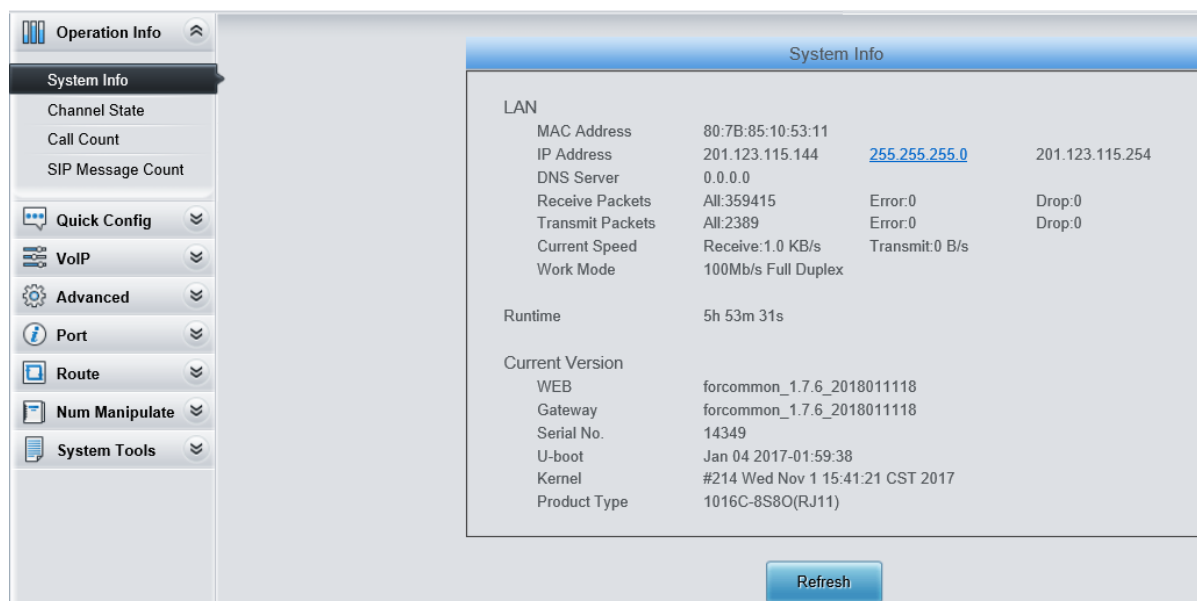 Operation Info
System Info
Channel State
Call Count
SIP Message Count
Quick Config
VoIP
Advanced
Port
Route
Num Manipulate
System Tools
System Info
LAN
MAC Address 80:7B:85:10:53:11
IP Address 201.123.115.144 255.255.255.0 201.123.115.254
DNS Server 0.0.0.0
Receive Packets All:359415 Error:0 Drop:0
Transmit Packets All:2389 Error:0 Drop:0
Current Speed Receive:1.0 KB/s Transmit:0 B/s
Work Mode 100Mb/s Full Duplex
Runtime 5h 53m 31s
Current Version
WEB forcommon_1.7.6_2018011118
Gateway forcommon_1.7.6_2018011118
Serial No. 14349
U-boot Jan 04 2017-01:59:38
Kernel #214 Wed Nov 1 15:41:21 CST 2017
Product Type 1016C-8S8O(RJ11)
Refresh